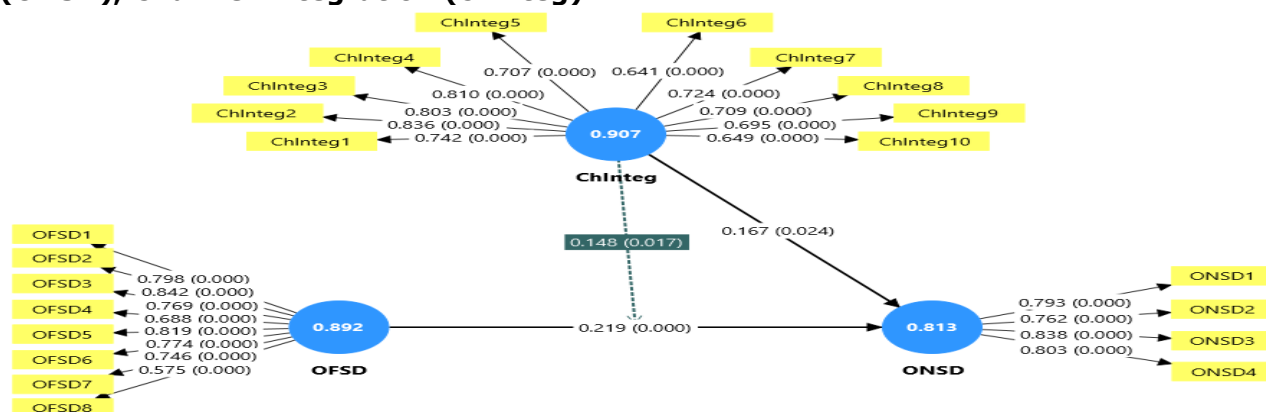 ChInteg5
ChInteg6
ChInteg4
ChInteg7
ChInteg3
ChInteg8
ChInteg2
ChInteg9
ChInteg1
ChInteg10
0.707 (0.000)
0.641 (0.000)
0.810 (0.000)
0.724 (0.000)
0.803 (0.000)
0.709 (0.000)
0.836 (0.000)
0.695 (0.000)
0.742 (0.000)
0.649 (0.000)
0.907
ChInteg
0.148 (0.017)
0.167 (0.024)
OFSD1
OFSD2
OFSD3
OFSD4
OFSD5
OFSD6
OFSD7
OFSD8
0.798 (0.000)
0.842 (0.000)
0.769 (0.000)
0.688 (0.000)
0.819 (0.000)
0.774 (0.000)
0.746 (0.000)
0.575 (0.000)
0.892
OFSD
0.219 (0.000)
0.813
ONSD
0.793 (0.000)
0.762 (0.000)
0.838 (0.000)
0.803 (0.000)
ONSD1
ONSD2
ONSD3
ONSD4